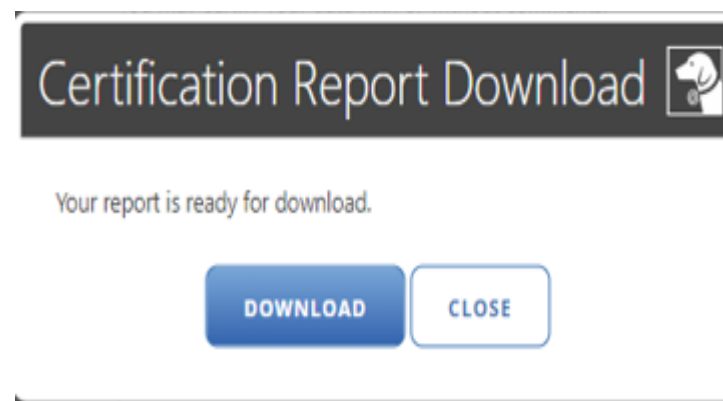 Certification Report Download
Your report is ready for download.
DOWNLOAD
CLOSE